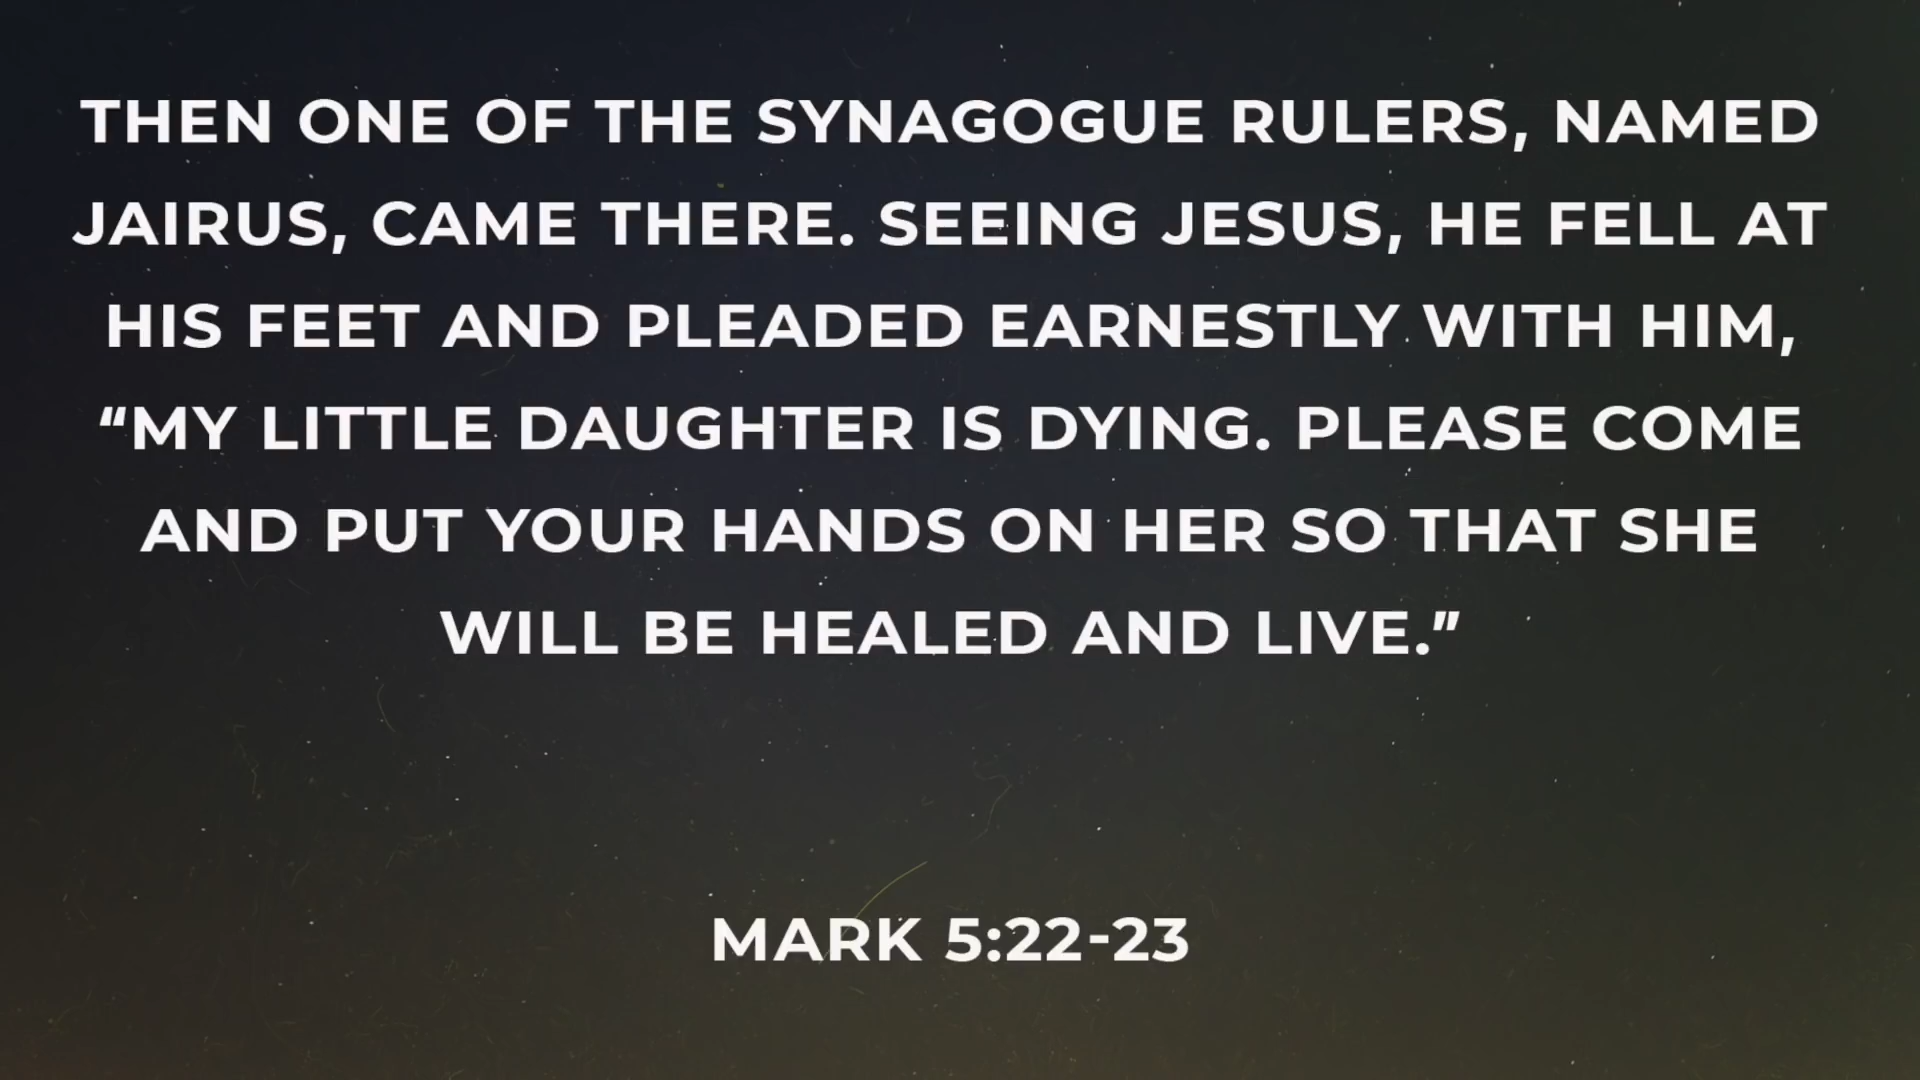 THEN ONE OF THE SYNAGOGUE RULERS, NAMED
JAIRUS, CAME THERE. SEEING JESUS, HE FELL AT
HIS FEET AND PLEADED EARNESTLY WITH HIM,
“MY LITTLE DAUGHTER IS DYING. PLEASE COME
AND PUT YOUR HANDS ON HER SO THAT SHE
WILL BE HEALED AND LIVE.”
MARK 5:22-23